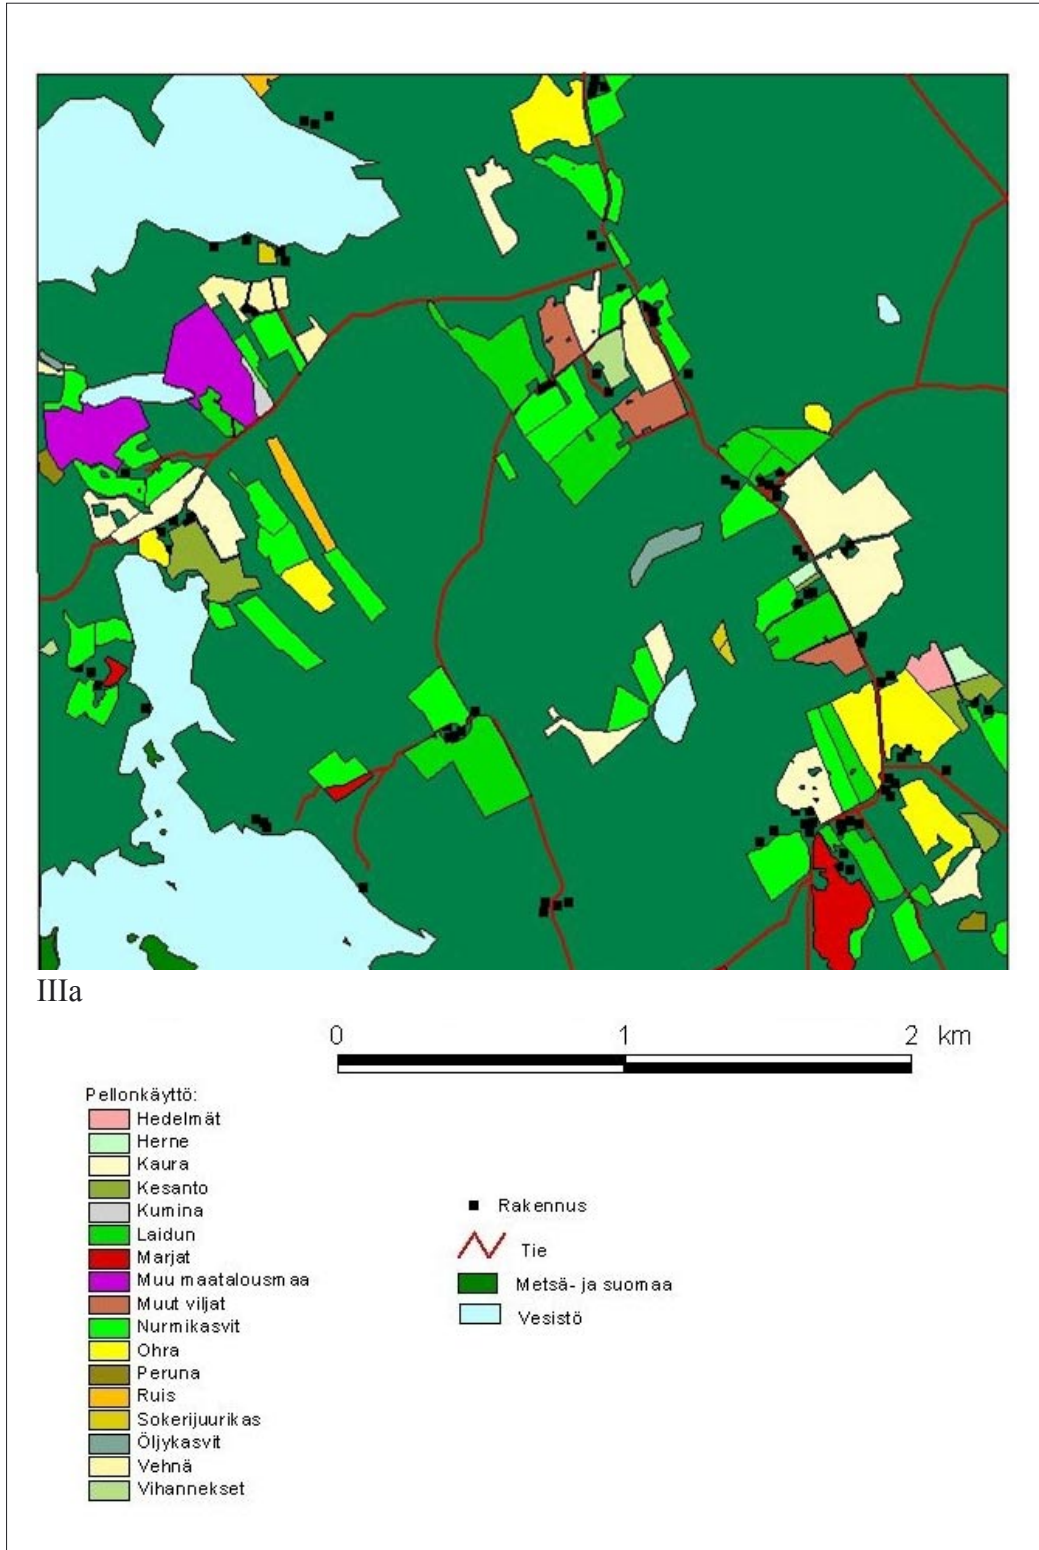 IIIa
0 1 2 km
Pellonkäyttö:
Hedelmät
Herne
Kaura
Kesanto
Kumina
Laidun
Marjat
Muu maatalousmaa
Muut viljat
Nurmikasvit
Ohra
Peruna
Ruis
Sokerijuurikas
Öljykasvit
Vehnä
Vihannekset
Rakennus
Tie
Metsä- ja suomaa
Vesistö